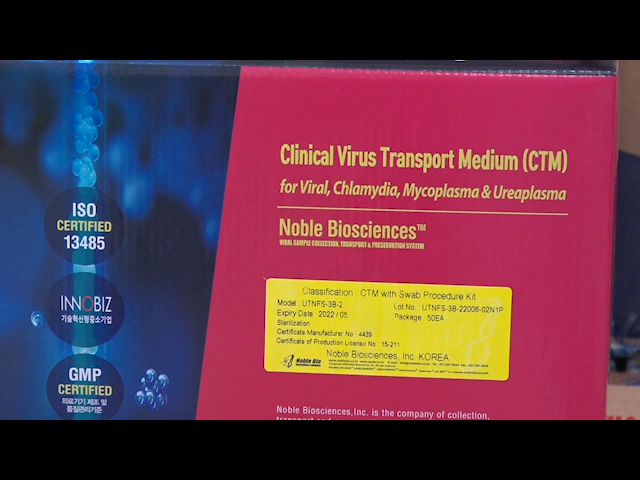 Clinical Virus Transport Medium (CTM)
for Viral, Chlamydia, Mycoplasma & Ureaplasma
Noble Biosciences™
VIRAL SAMPLE COLLECTION, TRANSPORT & PRESERVATION SYSTEM
ISO
CERTIFIED
13485
INNOBIZ
기술혁신형중소기업
GMP
CERTIFIED
의료기기 제조 및
품질관리기준
Classification : CTM with Swab Procedure Kit
Model : UTNFS-3B-2
Lot No. : UTNFS-3B-22006-02N1P
Expiry Date : 2022 / 05
Package : 50EA
Sterilization
Certificate Manufacturer No : 4439
Certificate of Production License No : 15-211
Noble Biosciences, Inc. KOREA
Noble Bio
Noble Biosciences,Inc. is the company of collection,